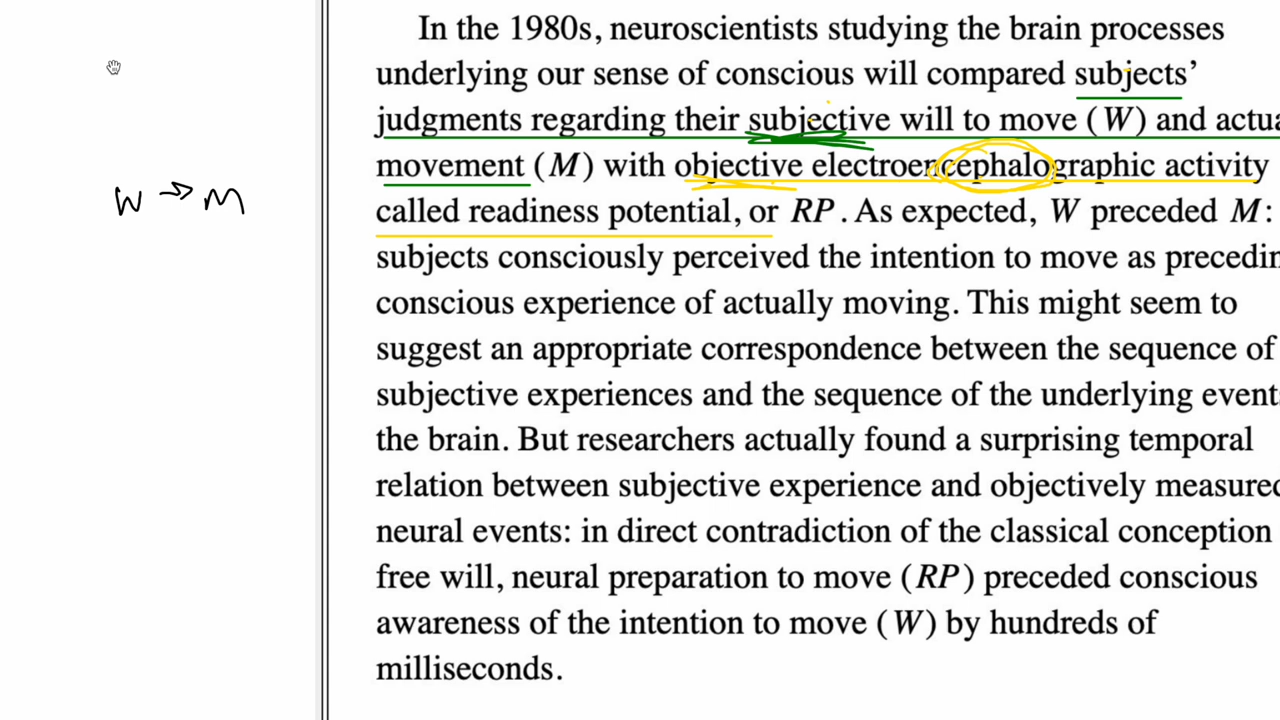 In the 1980s, neuroscientists studying the brain processes
underlying our sense of conscious will compared subjects’
judgments regarding their subjective will to move (W) and actua
movement (M) with objective electroencephalographic activity
called readiness potential, or RP. As expected, W preceded M:
subjects consciously perceived the intention to move as precedin
conscious experience of actually moving. This might seem to
suggest an appropriate correspondence between the sequence of
subjective experiences and the sequence of the underlying event
the brain. But researchers actually found a surprising temporal
relation between subjective experience and objectively measured
neural events: in direct contradiction of the classical conception
free will, neural preparation to move (RP) preceded conscious
awareness of the intention to move (W) by hundreds of
milliseconds.
W → M